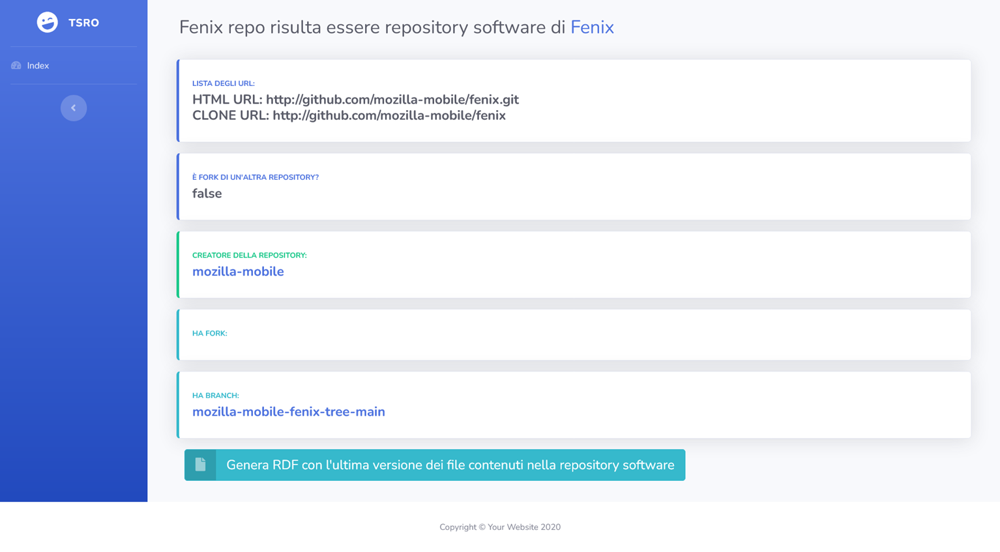 TSRO
Index
Fenix repo risulta essere repository software di Fenix
LISTA DEGLI URL:
HTML URL: http://github.com/mozilla-mobile/fenix.git
CLONE URL: http://github.com/mozilla-mobile/fenix
È FORK DI UN'ALTRA REPOSITORY?
false
CREATORE DELLA REPOSITORY:
mozilla-mobile
HA FORK:
HA BRANCH:
mozilla-mobile-fenix-tree-main
Genera RDF con l'ultima versione dei file contenuti nella repository software
Copyright © Your Website 2020